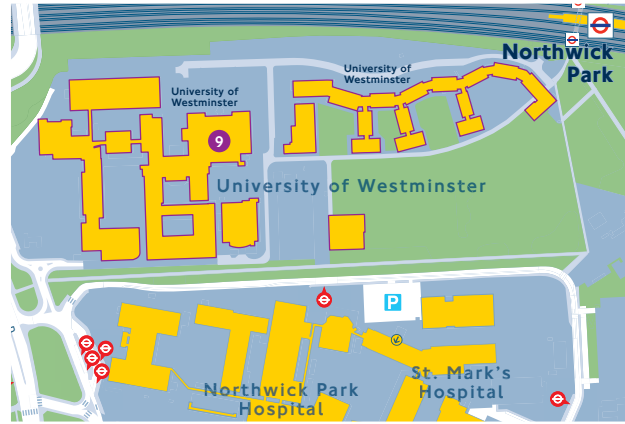 Northwick
Park
University of
Westminster
University of
Westminster
9
University of Westminster
P
Northwick Park
Hospital
St. Mark's
Hospital